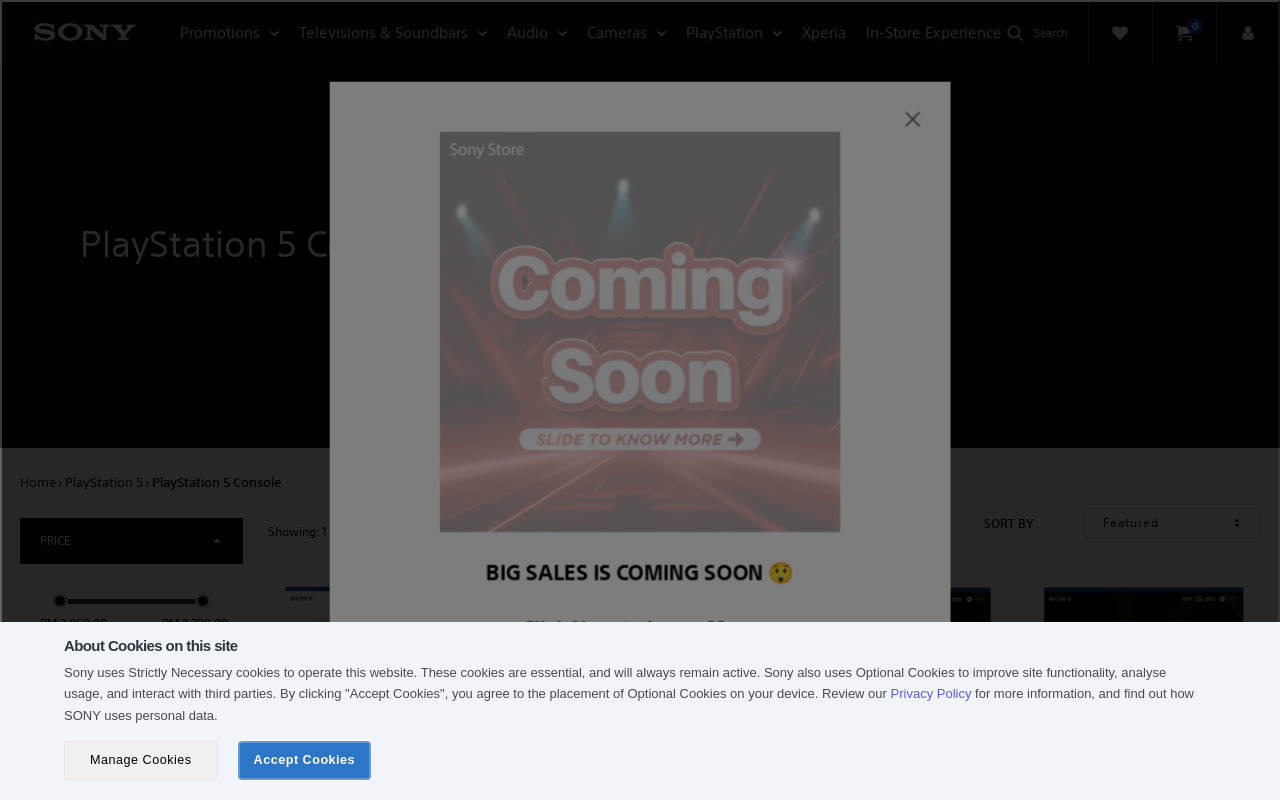 SONY
Promotions
Televisions & Soundbars
Audio
Cameras
PlayStation
Xperia
In-Store Experience
Search
0
PlayStation 5 Co
Sony Store
Coming
Soon
SLIDE TO KNOW MORE
BIG SALES IS COMING SOON 😲
Home › PlayStation 5 › PlayStation 5 Console
PRICE
Showing: 1
SORT BY
Featured
SONY
SONY
About Cookies on this site
Sony uses Strictly Necessary cookies to operate this website. These cookies are essential, and will always remain active. Sony also uses Optional Cookies to improve site functionality, analyse
usage, and interact with third parties. By clicking "Accept Cookies", you agree to the placement of Optional Cookies on your device. Review our Privacy Policy for more information, and find out how
SONY uses personal data.
Manage Cookies
Accept Cookies